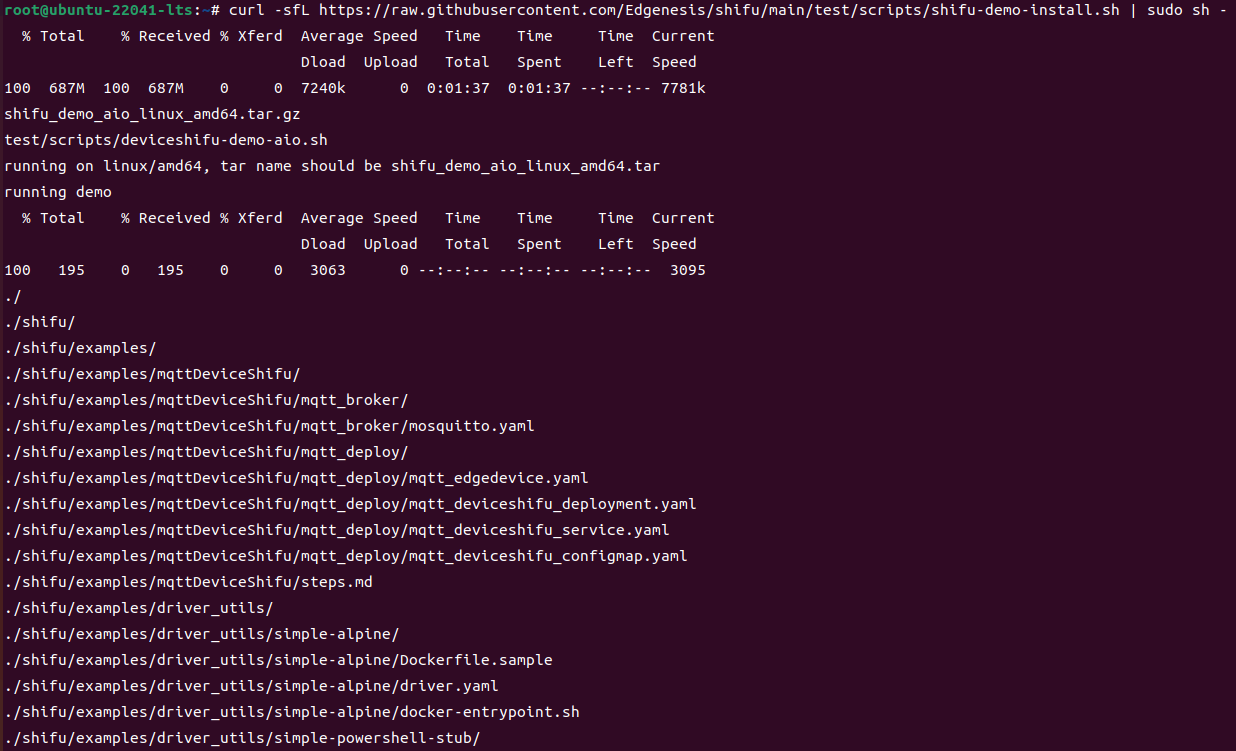 root@ubuntu-22041-lts:~# curl -sfL https://raw.githubusercontent.com/Edgenesis/shifu/main/test/scripts/shifu-demo-install.sh | sudo sh -
  % Total    % Received % Xferd  Average Speed   Time    Time     Time  Current
                                 Dload  Upload   Total   Spent    Left  Speed
100  687M  100  687M    0     0  7240k      0  0:01:37  0:01:37 --:--:-- 7781k
shifu_demo_aio_linux_amd64.tar.gz
test/scripts/deviceshifu-demo-aio.sh
running on linux/amd64, tar name should be shifu_demo_aio_linux_amd64.tar
running demo
  % Total    % Received % Xferd  Average Speed   Time    Time     Time  Current
                                 Dload  Upload   Total   Spent    Left  Speed
100   195    0   195    0     0   3063      0 --:--:-- --:--:-- --:--:--  3095
./
./shifu/
./shifu/examples/
./shifu/examples/mqttDeviceShifu/
./shifu/examples/mqttDeviceShifu/mqtt_broker/
./shifu/examples/mqttDeviceShifu/mqtt_broker/mosquitto.yaml
./shifu/examples/mqttDeviceShifu/mqtt_deploy/
./shifu/examples/mqttDeviceShifu/mqtt_deploy/mqtt_edgedevice.yaml
./shifu/examples/mqttDeviceShifu/mqtt_deploy/mqtt_deviceshifu_deployment.yaml
./shifu/examples/mqttDeviceShifu/mqtt_deploy/mqtt_deviceshifu_service.yaml
./shifu/examples/mqttDeviceShifu/mqtt_deploy/mqtt_deviceshifu_configmap.yaml
./shifu/examples/mqttDeviceShifu/steps.md
./shifu/examples/driver_utils/
./shifu/examples/driver_utils/simple-alpine/
./shifu/examples/driver_utils/simple-alpine/Dockerfile.sample
./shifu/examples/driver_utils/simple-alpine/driver.yaml
./shifu/examples/driver_utils/simple-alpine/docker-entrypoint.sh
./shifu/examples/driver_utils/simple-powershell-stub/